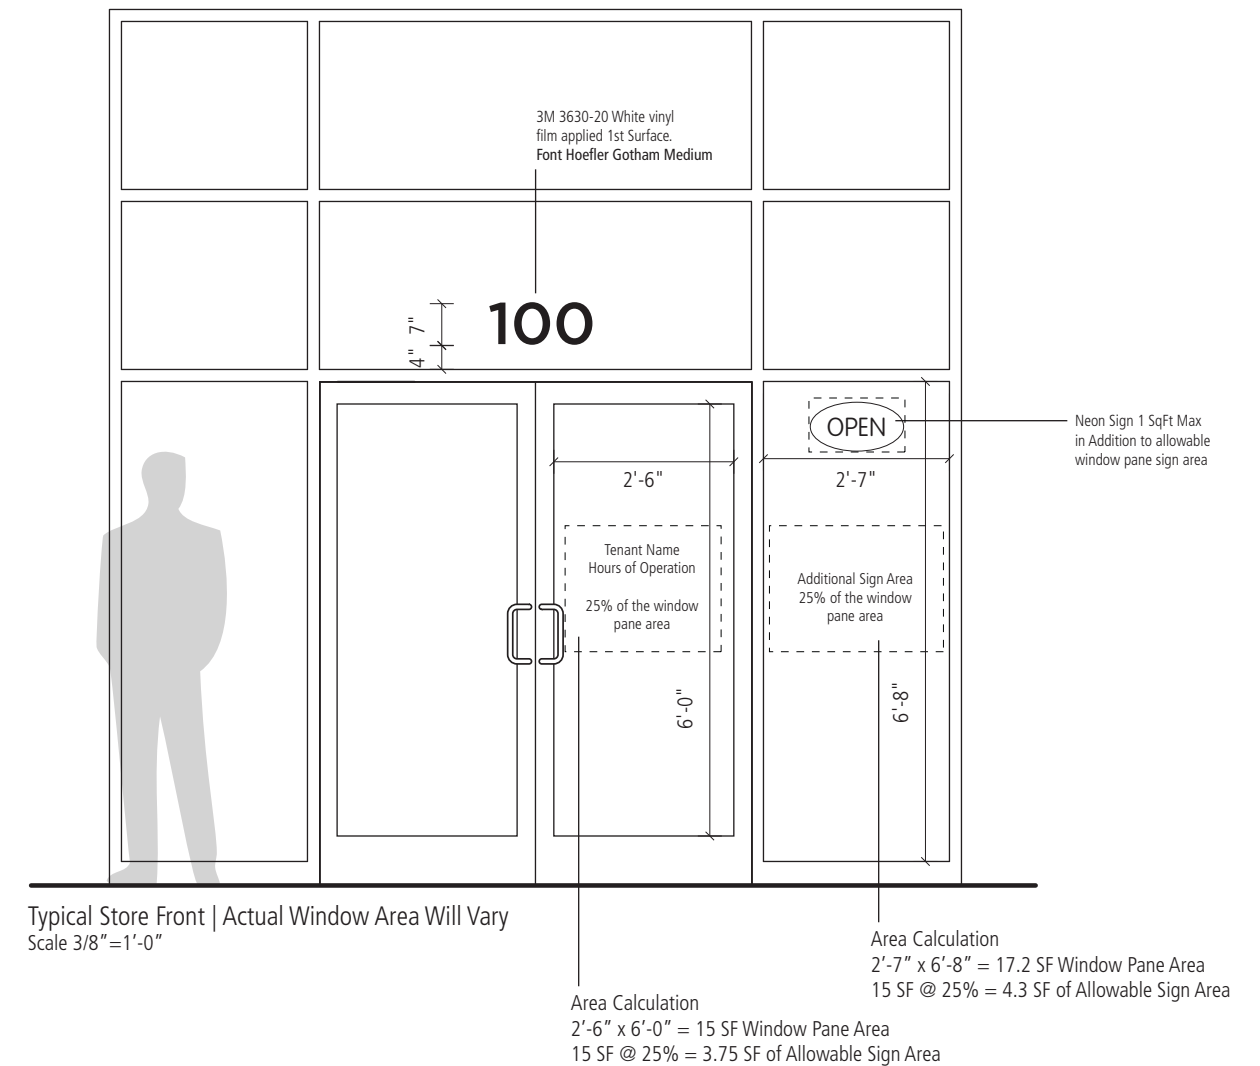 3M 3630-20 White vinyl
film applied 1st Surface.
Font Hoefler Gotham Medium
100
7"
4"
OPEN
Neon Sign 1 SqFt Max
in Addition to allowable
window pane sign area
2'-6"
2'-7"
Tenant Name
Hours of Operation
25% of the window
pane area
Additional Sign Area
25% of the window
pane area
6'-0"
6'-8"
Typical Store Front | Actual Window Area Will Vary
Scale 3/8”=1’-0”
Area Calculation
2’-7” x 6’-8” = 17.2 SF Window Pane Area
15 SF @ 25% = 4.3 SF of Allowable Sign Area
Area Calculation
2’-6” x 6’-0” = 15 SF Window Pane Area
15 SF @ 25% = 3.75 SF of Allowable Sign Area